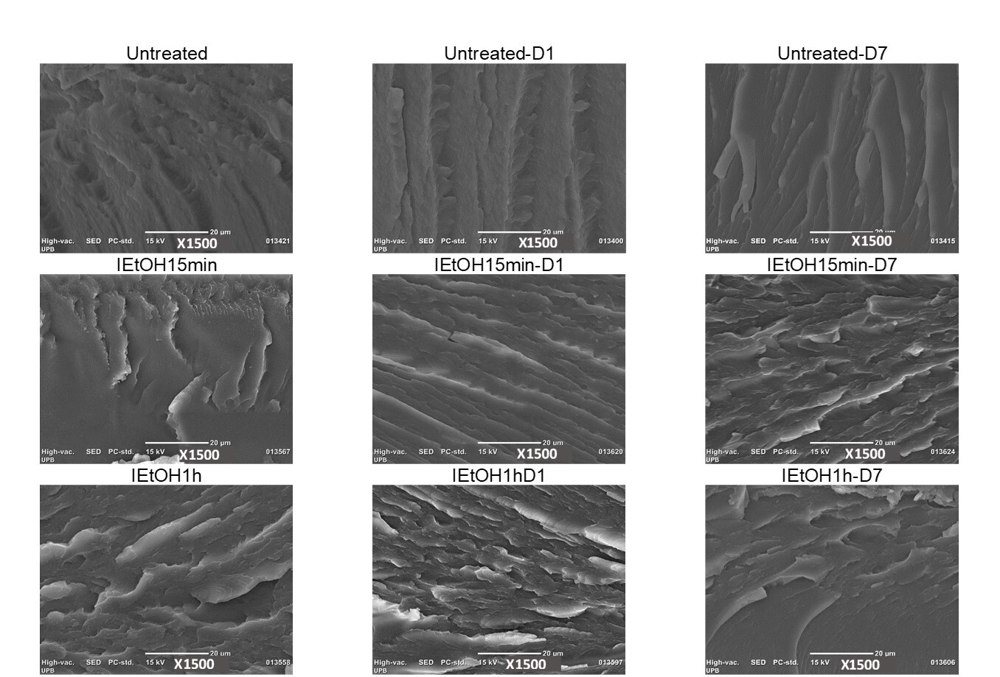 Untreated
Untreated-D1
Untreated-D7
20 µm
High-vac. SED PC-std. 15 kV X1500 013421
UPB
20 µm
High-vac. SED PC-std. 15 kV X1500 013400
UPB
20 µm
High-vac. SED PC-std. 15 kV X1500 013415
UPB
IEtOH15min
IEtOH15min-D1
IEtOH15min-D7
20 µm
High-vac. SED PC-std. 15 kV X1500 013567
UPB
20 µm
High-vac. SED PC-std. 15 kV X1500 013620
UPB
20 µm
High-vac. SED PC-std. 15 kV X1500 013624
UPB
IEtOH1h
IEtOH1hD1
IEtOH1h-D7
20 µm
High-vac. SED PC-std. 15 kV X1500 013558
UPB
20 µm
High-vac. SED PC-std. 15 kV X1500 013597
UPB
20 µm
High-vac. SED PC-std. 15 kV X1500 013606
UPB